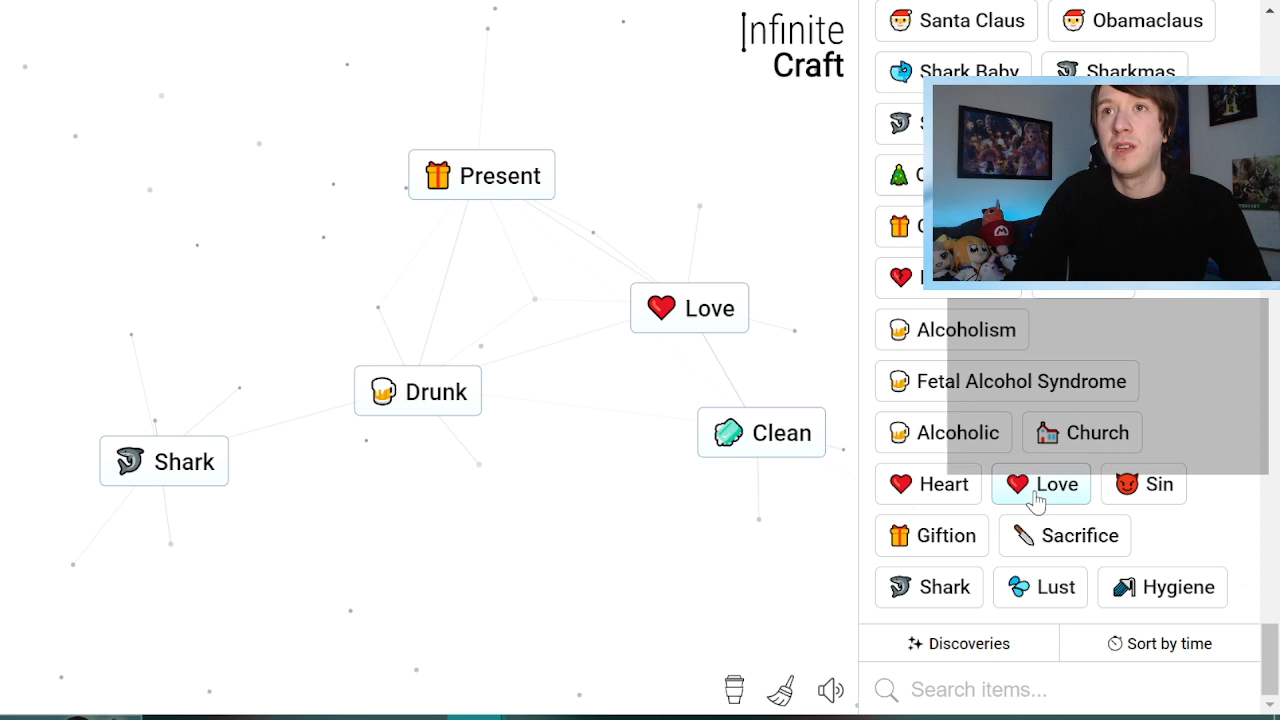 Infinite
Craft
Present
Love
Drunk
Clean
Shark
Santa Claus
Obamaclaus
Shark Baby
Sharkmas
Alcoholism
Fetal Alcohol Syndrome
Alcoholic
Church
Heart
Love
Sin
Giftion
Sacrifice
Shark
Lust
Hygiene
Discoveries
Sort by time
Search items...